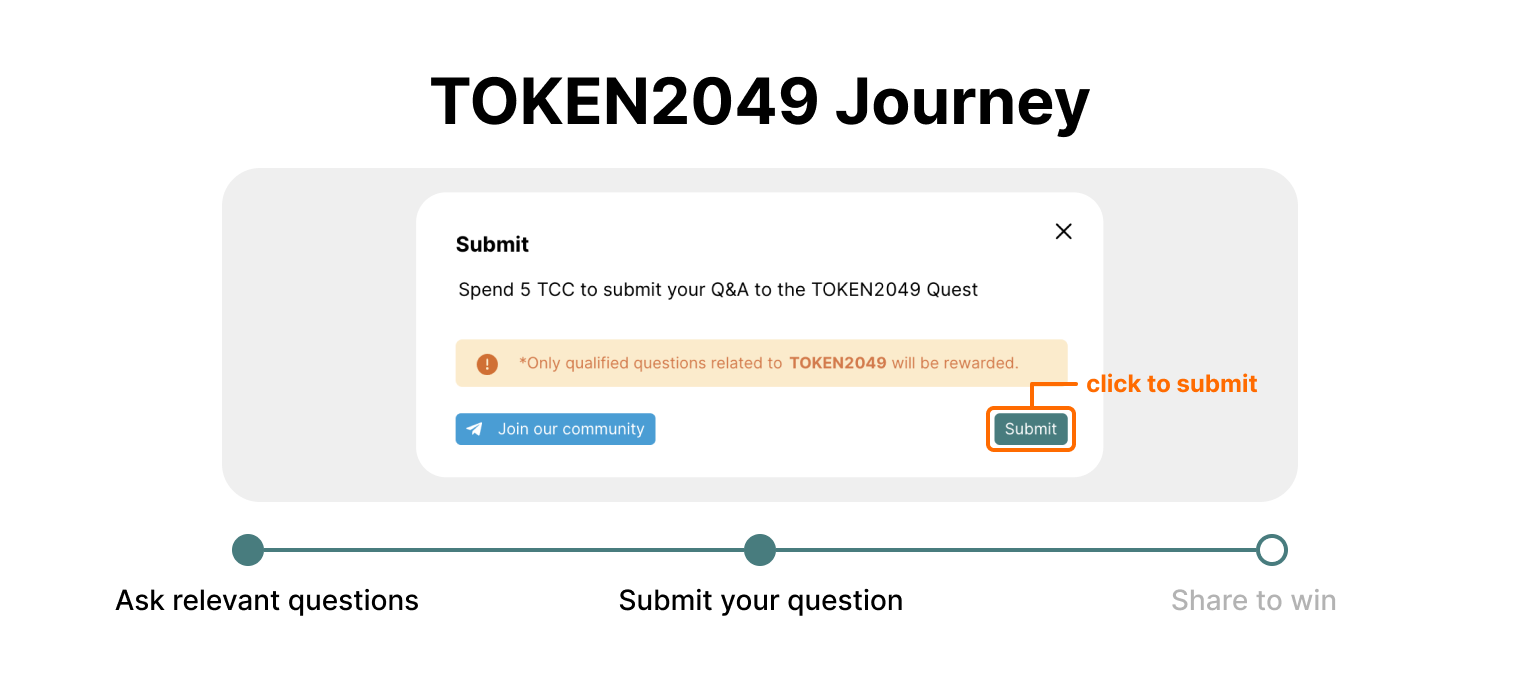 TOKEN2049 Journey
Submit
Spend 5 TCC to submit your Q&A to the TOKEN2049 Quest
*Only qualified questions related to TOKEN2049 will be rewarded.
click to submit
Join our community
Submit
Ask relevant questions
Submit your question
Share to win